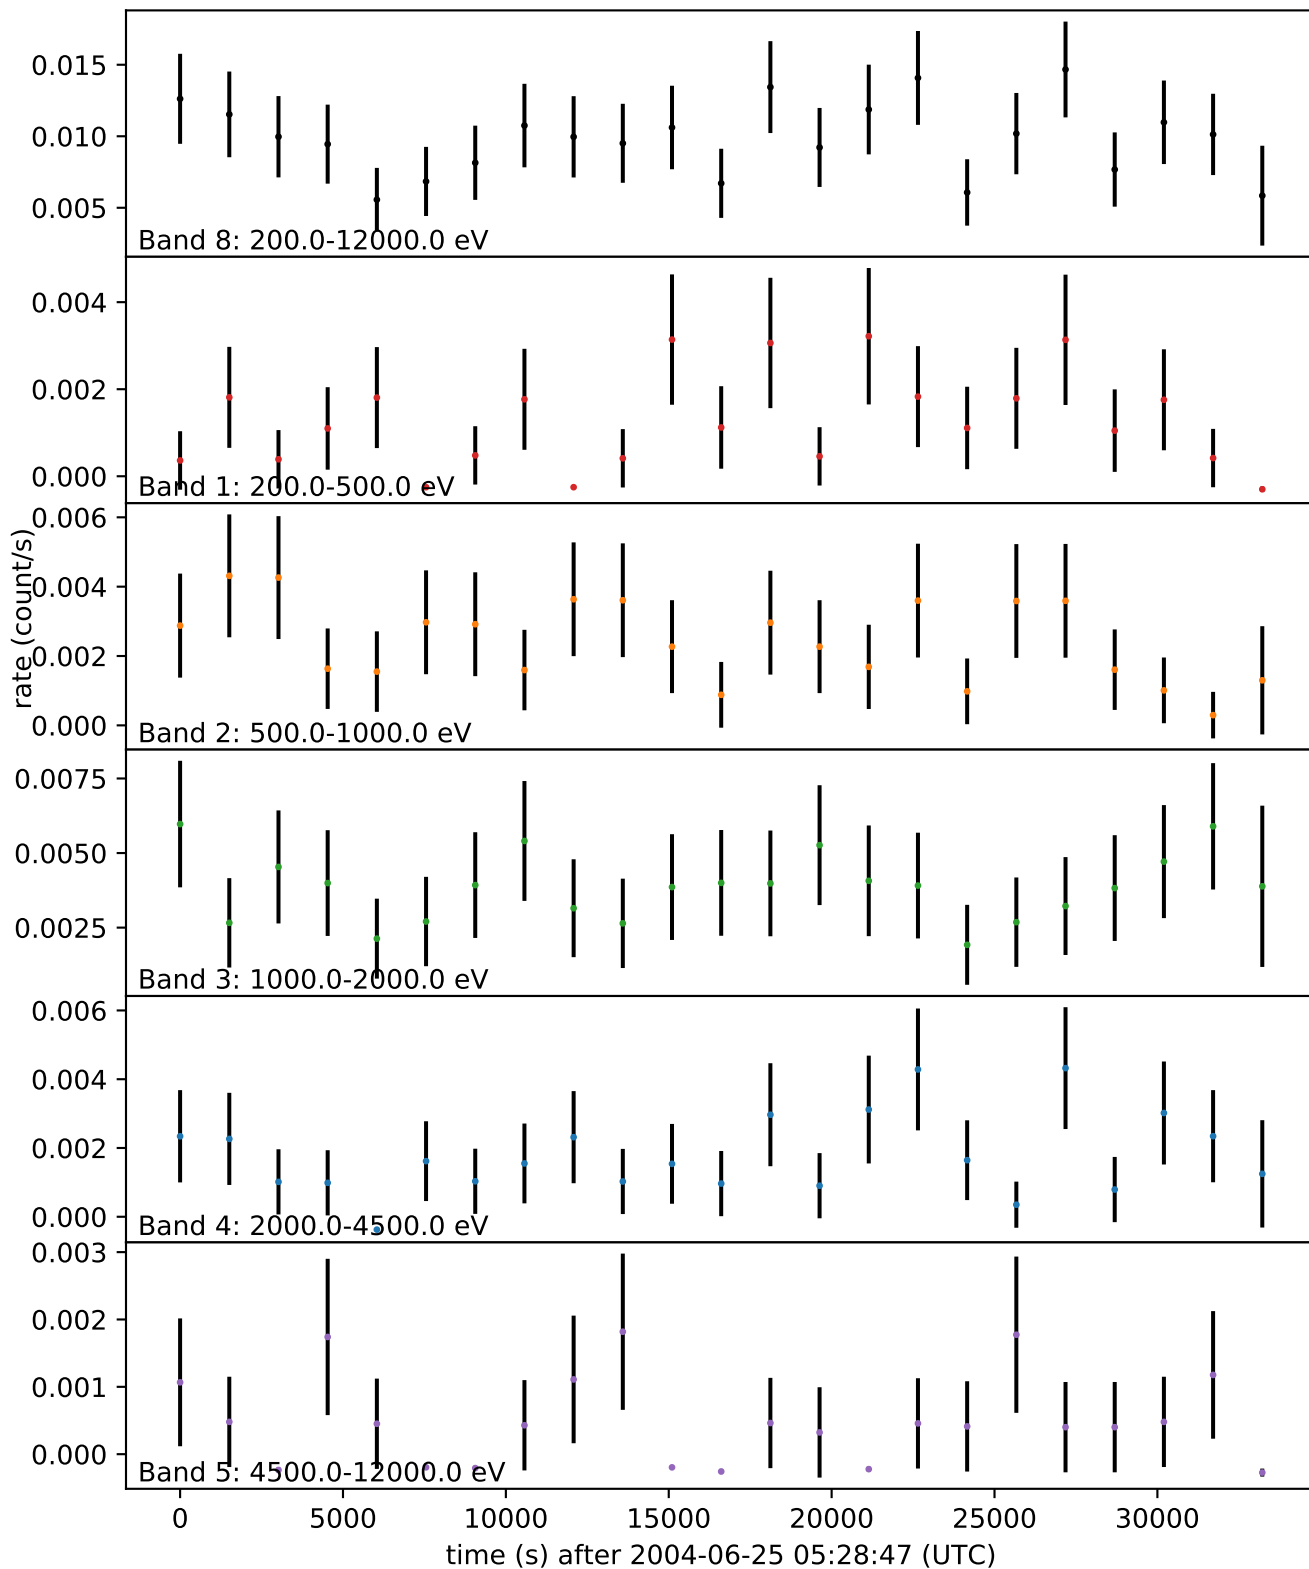 0.015
0.010
0.005
Band 8: 200.0-12000.0 eV
0.004
0.002
0.000
Band 1: 200.0-500.0 eV
rate (count/s)
0.006
0.004
0.002
0.000
Band 2: 500.0-1000.0 eV
0.0075
0.0050
0.0025
Band 3: 1000.0-2000.0 eV
0.006
0.004
0.002
0.000
Band 4: 2000.0-4500.0 eV
0.003
0.002
0.001
0.000
Band 5: 4500.0-12000.0 eV
0 5000 10000 15000 20000 25000 30000
time (s) after 2004-06-25 05:28:47 (UTC)